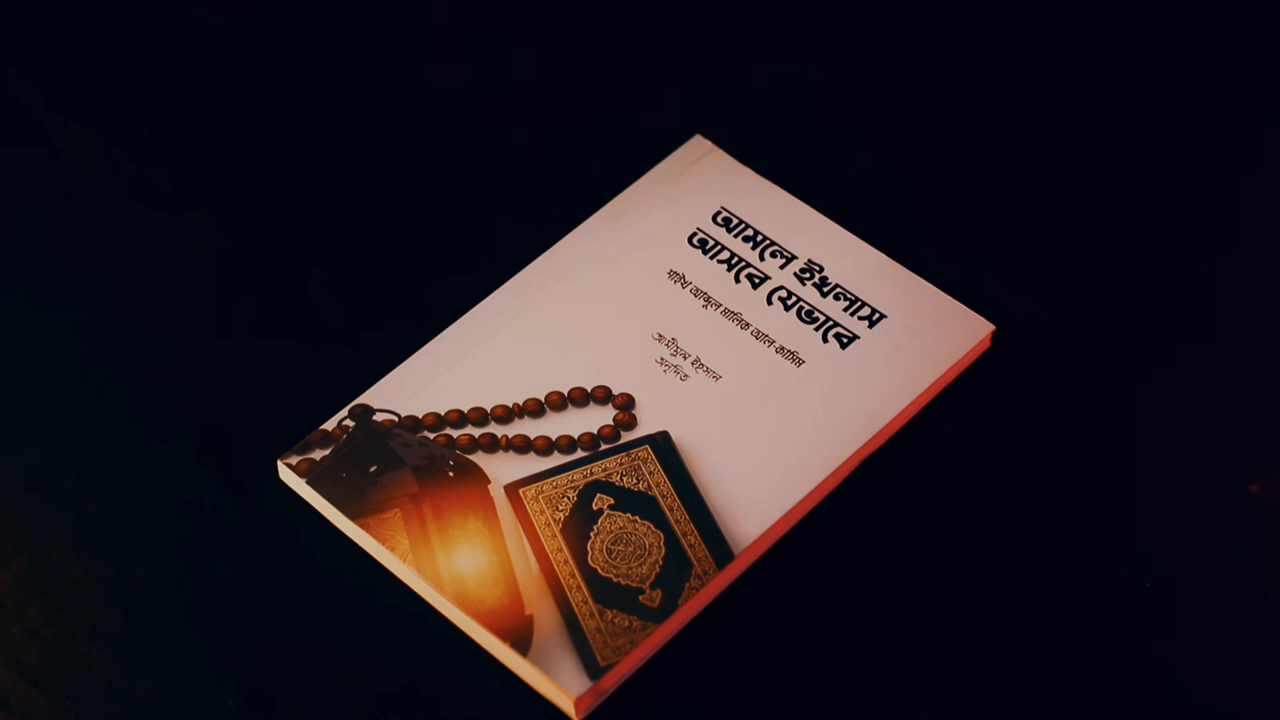 আমলে ইখলাস
আসবে যেভাবে
শাইখ আব্দুল মালিক আল-কাসিম
আমীমুল ইহসান
অনূদিত